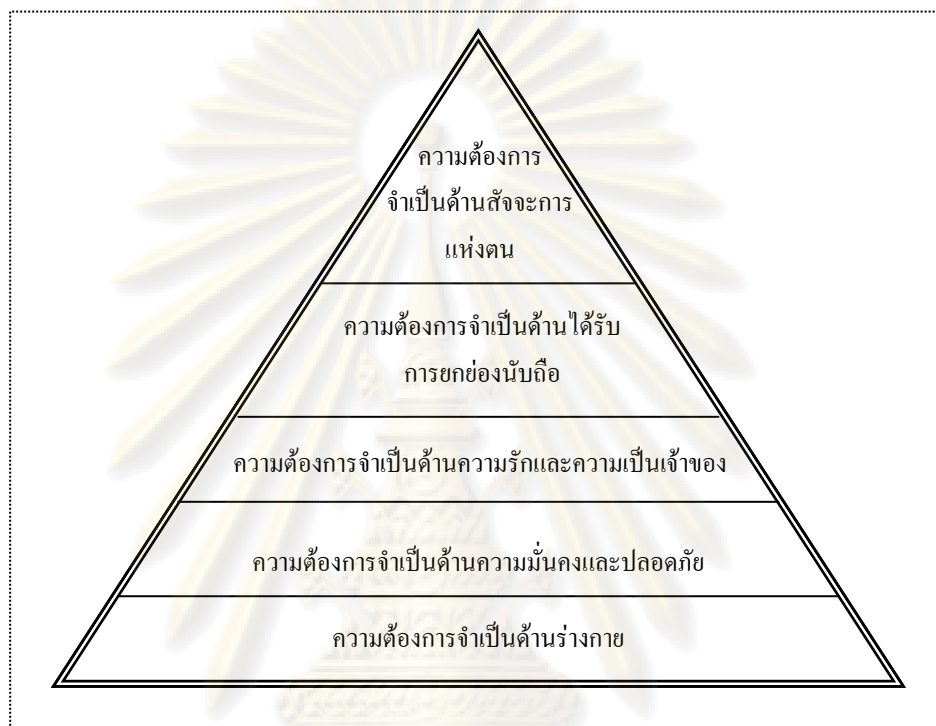 ความต้องการ
จำเป็นด้านสัจจะการ
แห่งตน
ความต้องการจำเป็นด้านได้รับ
การยกย่องนับถือ
ความต้องการจำเป็นด้านความรักและความเป็นเจ้าของ
ความต้องการจำเป็นด้านความมั่นคงและปลอดภัย
ความต้องการจำเป็นด้านร่างกาย